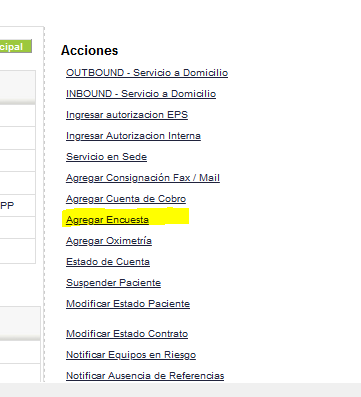 cipal
PP
Acciones
OUTBOUND - Servicio a Domicilio
INBOUND - Servicio a Domicilio
Ingresar autorizacion EPS
Ingresar Autorizacion Interna
Servicio en Sede
Agregar Consignación Fax / Mail
Agregar Cuenta de Cobro
Agregar Encuesta
Agregar Oximetría
Estado de Cuenta
Suspender Paciente
Modificar Estado Paciente
Modificar Estado Contrato
Notificar Equipos en Riesgo
Notificar Ausencia de Referencias